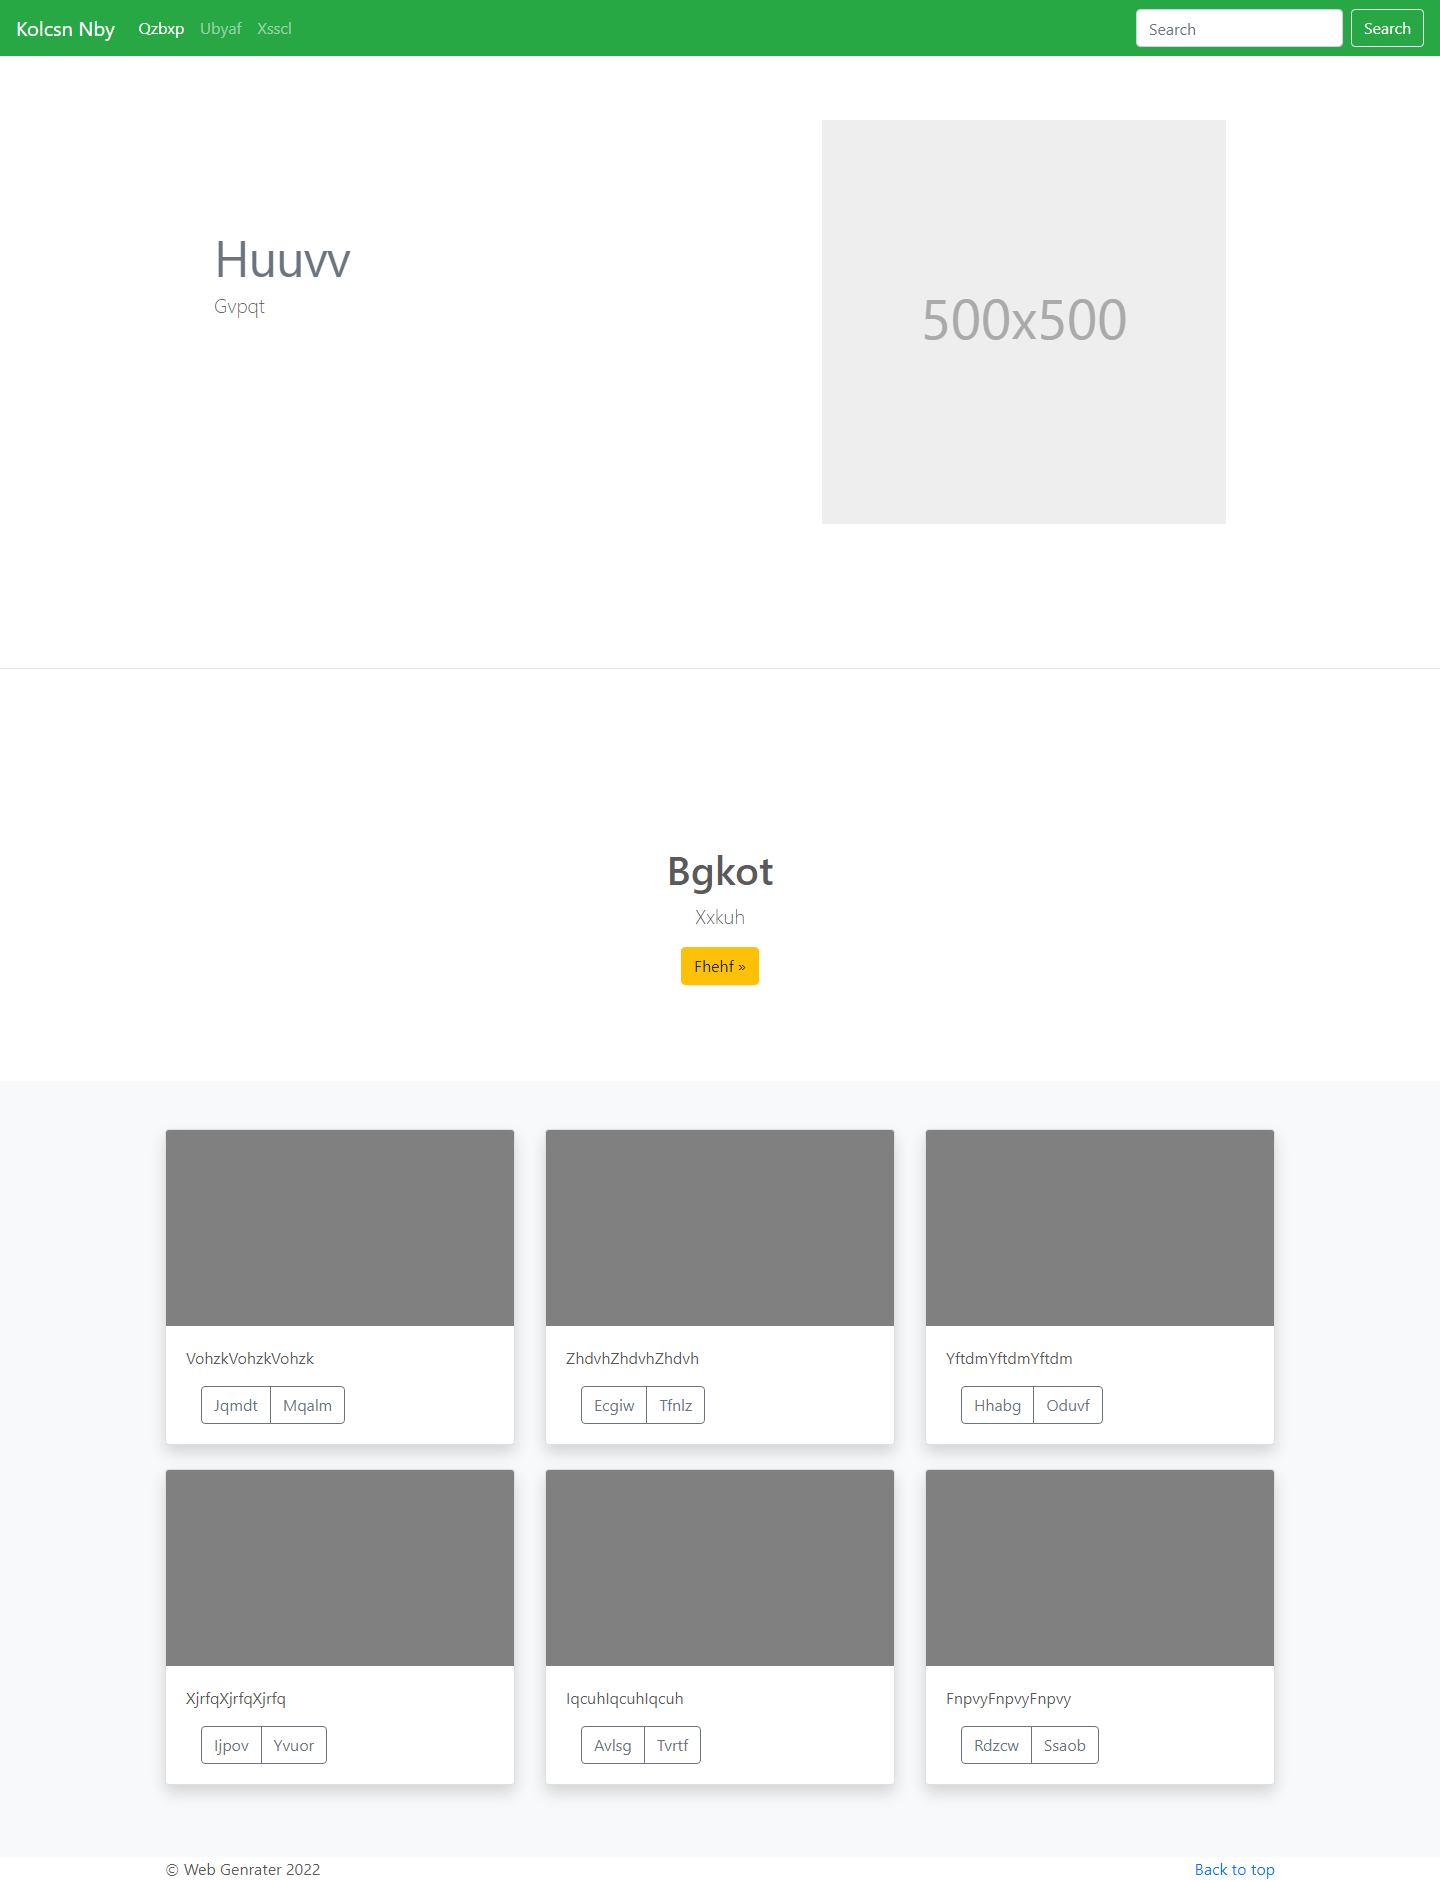 Kolcsn Nby Qzbxp Ubyaf Xsscl Search Search
Huuvv
Gvpqt
500x500
Bgkot
Xxkuh
Fhehf »
VohzkVohzkVohzk ZhdvhZhdvhZhdvh YftdmYftdmYftdm
Jqmdt Mqalm Ecgiw Tfnlz Hhabg Oduvf
XjrfqXjrfqXjrfq IqcuhIqcuhIqcuh FnpvyFnpvyFnpvy
Ijpov Yvuor Avlsg Tvrtf Rdzcw Ssaob
© Web Genrater 2022 Back to top